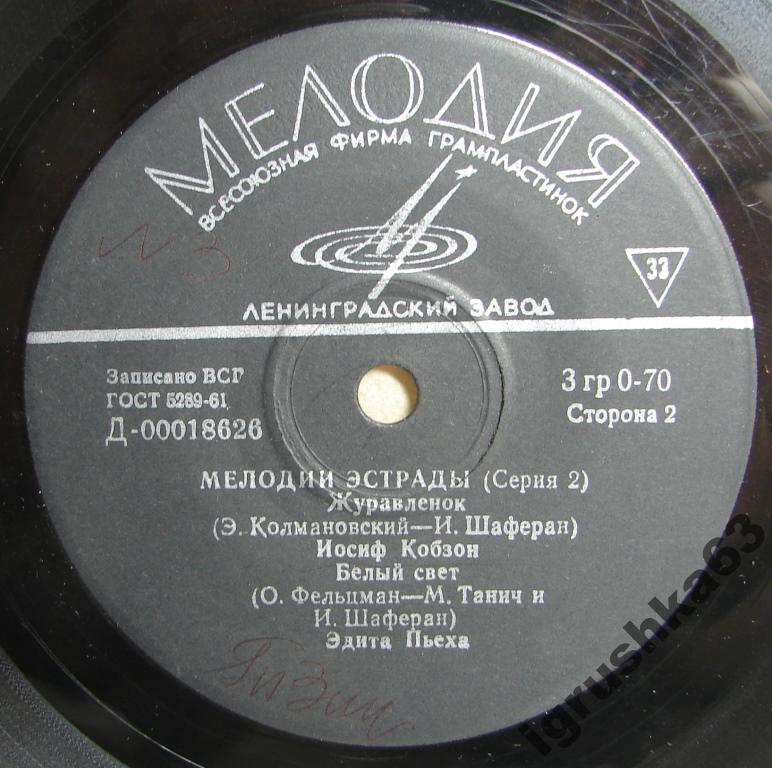 МЕЛОДИЯ
ВСЕСОЮЗНАЯ ФИРМА ГРАМПЛАСТИНОК
33
ЛЕНИНГРАДСКИЙ ЗАВОД
Записано ВСГ
ГОСТ 5289-61
Д-00018626
3 гр 0-70
Сторона 2
МЕЛОДИИ ЭСТРАДЫ (Серия 2)
Журавленок
(Э. Колмановский—И. Шаферан)
Иосиф Кобзон
Белый свет
(О. Фельцман—М. Танич и
И. Шаферан)
Эдита Пьеха
igrushka63